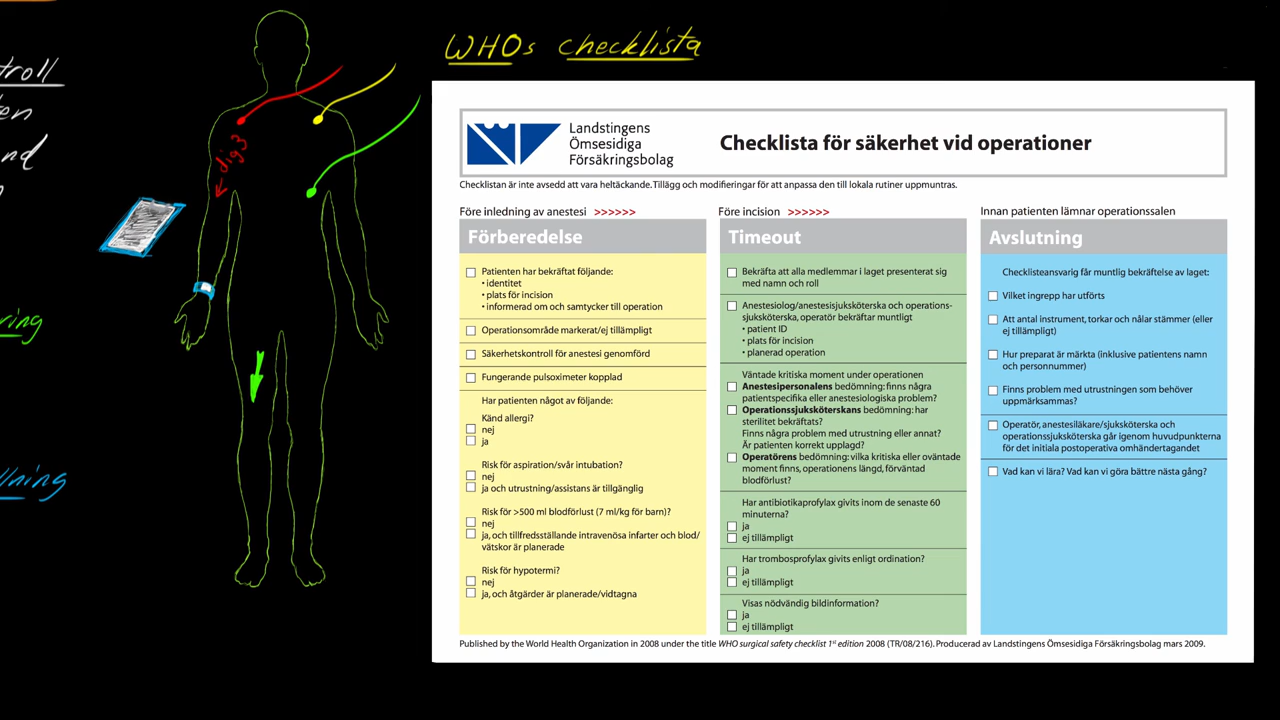 WHOs checklista
troll
dig 3
Landstingens
Ömsesidiga
Försäkringsbolag
Checklista för säkerhet vid operationer
Checklistan är inte avsedd att vara heltäckande. Tillägg och modifieringar för att anpassa den till lokala rutiner uppmuntras.
Före inledning av anestesi >>>>>>
Förberedelse
Patienten har bekräftat följande:
• identitet
• plats för incision
• informerad om och samtycker till operation
Operationsområde markerat/ej tillämpligt
Säkerhetskontroll för anestesi genomförd
Fungerande pulsoximeter kopplad
Har patienten något av följande:
Känd allergi?
nej
ja
Risk för aspiration/svår intubation?
nej
ja och utrustning/assistans är tillgänglig
Risk för >500 ml blodförlust (7 ml/kg för barn)?
nej
ja, och tillfredsställande intravenösa infarter och blod/
vätskor är planerade
Risk för hypotermi?
nej
ja, och åtgärder är planerade/vidtagna
Före incision >>>>>>
Timeout
Bekräfta att alla medlemmar i laget presenterat sig
med namn och roll
Anestesiolog/anestesisjuksköterska och operations-
sjuksköterska, operatör bekräftar muntligt
• patient ID
• plats för incision
• planerad operation
Väntade kritiska moment under operationen
Anestesipersonalens bedömning: finns några
patientspecifika eller anestesiologiska problem?
Operationssjuksköterskans bedömning: har
sterilitet bekräftats?
Finns några problem med utrustning eller annat?
Är patienten korrekt upplagd?
Operatörens bedömning: vilka kritiska eller oväntade
moment finns, operationens längd, förväntad
blodförlust?
Har antibiotikaprofylax givits inom de senaste 60
minuterna?
ja
ej tillämpligt
Har trombosprofylax givits enligt ordination?
ja
ej tillämpligt
Visas nödvändig bildinformation?
ja
ej tillämpligt
Innan patienten lämnar operationssalen
Avslutning
Checklisteansvarig får muntlig bekräftelse av laget:
Vilket ingrepp har utförts
Att antal instrument, torkar och nålar stämmer (eller
ej tillämpligt)
Hur preparat är märkta (inklusive patientens namn
och personnummer)
Finns problem med utrustningen som behöver
uppmärksammas?
Operatör, anestesiläkare/sjuksköterska och
operationssjuksköterska går igenom huvudpunkterna
för det initiala postoperativa omhändertagandet
Vad kan vi lära? Vad kan vi göra bättre nästa gång?
Published by the World Health Organization in 2008 under the title WHO surgical safety checklist 1st edition 2008 (TR/08/216). Producerad av Landstingens Ömsesidiga Försäkringsbolag mars 2009.